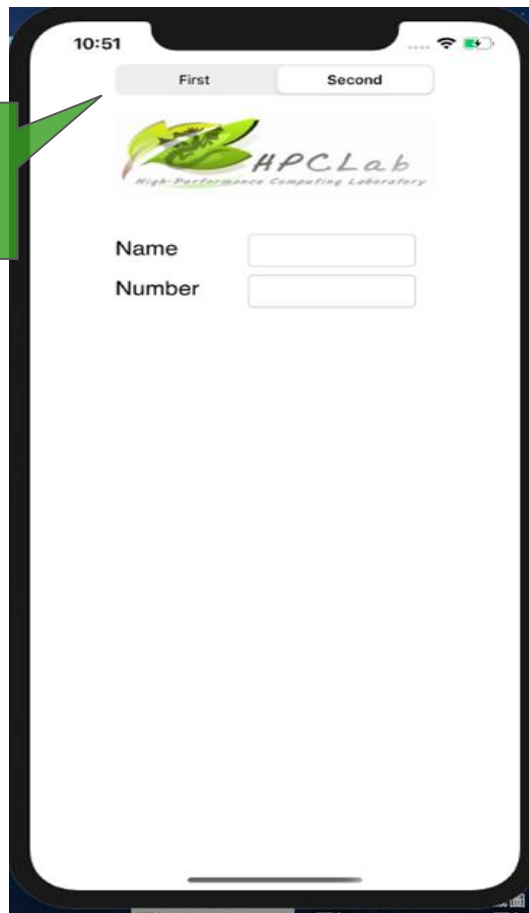 10:51
First Second
HPCLab
High-Performance Computing Laboratory
Name
Number